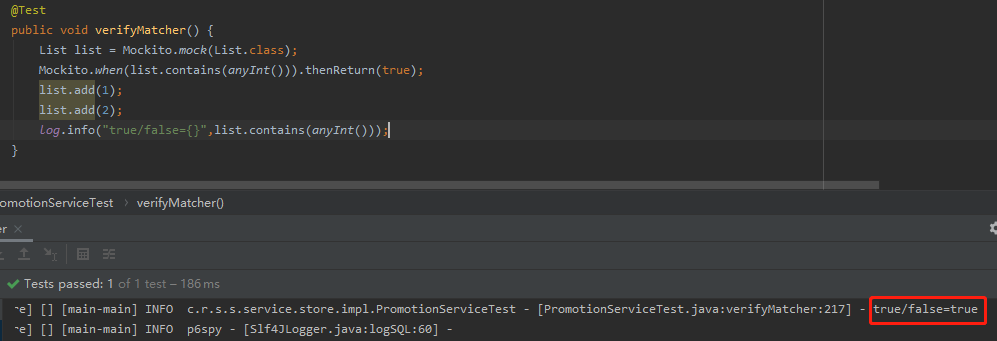 @Test
public void verifyMatcher() {
List list = Mockito.mock(List.class);
Mockito.when(list.contains(anyInt())).thenReturn(true);
list.add(1);
list.add(2);
log.info("true/false={}",list.contains(anyInt()));
}
omotionServiceTest › verifyMatcher()
er ×
Tests passed: 1 of 1 test – 186 ms
re] [] [main-main] INFO c.r.s.s.service.store.impl.PromotionServiceTest - [PromotionServiceTest.java:verifyMatcher:217] - true/false=true
re] [] [main-main] INFO p6spy - [Slf4JLogger.java:logSQL:60] -